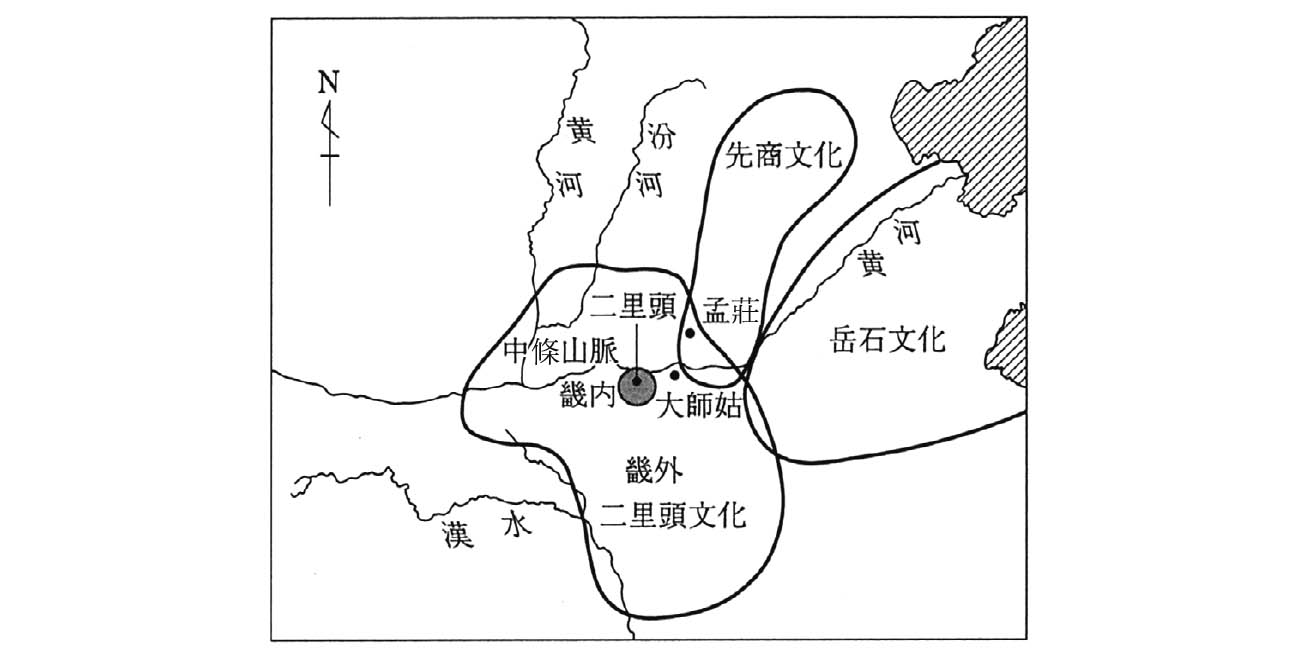 N
黄河
汾河
先商文化
黄河
二里頭
孟莊
岳石文化
中條山脈
畿内
大師姑
畿外
二里頭文化
漢水